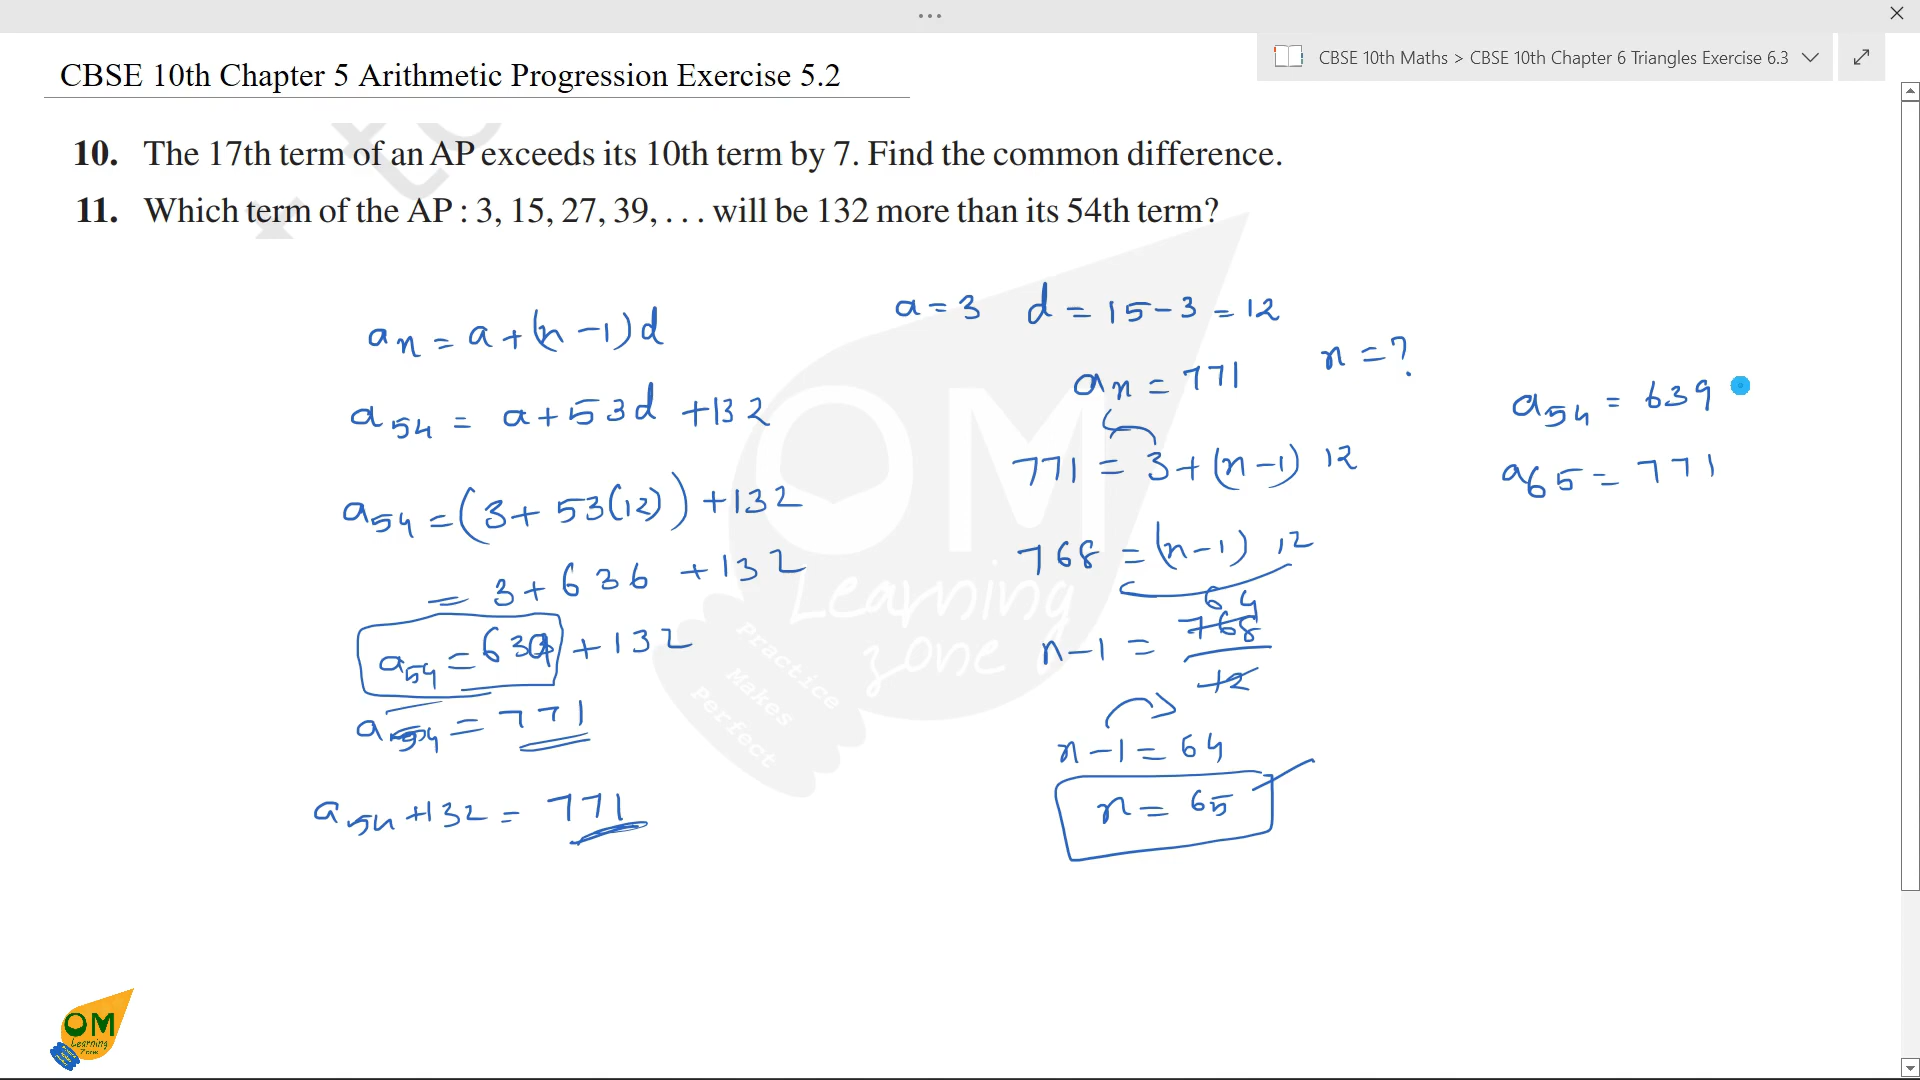 CBSE 10th Maths > CBSE 10th Chapter 6 Triangles Exercise 6.3
CBSE 10th Chapter 5 Arithmetic Progression Exercise 5.2
10. The 17th term of an AP exceeds its 10th term by 7. Find the common difference.
11. Which term of the AP : 3, 15, 27, 39, . . . will be 132 more than its 54th term?
an = a + (n - 1) d
a54 = a + 53d + 132
a54 = (3 + 53(12)) + 132
= 3 + 636 + 132
a54 = 639 + 132
a54 = 771
a54 + 132 = 771
a = 3 d = 15 - 3 = 12
an = 771 n = ?
771 = 3 + (n - 1) 12
768 = (n - 1) 12
64
n - 1 = 768
12
n - 1 = 64
n = 65
a54 = 639
a65 = 771
OM
Learning
zone
Practice
Makes
Perfect
OM
Learning
Zone